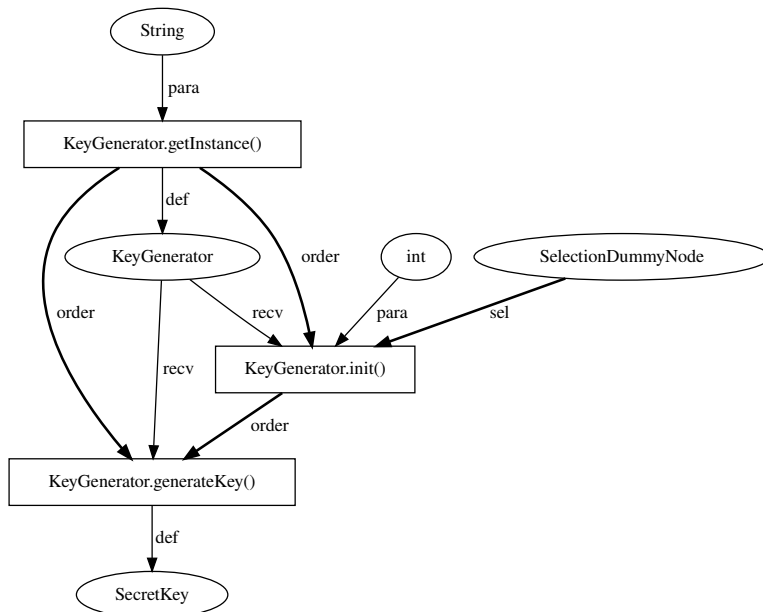 String
para
KeyGenerator.getInstance()
def
KeyGenerator
order
int
SelectionDummyNode
order
recv
para
sel
recv
KeyGenerator.init()
order
KeyGenerator.generateKey()
def
SecretKey